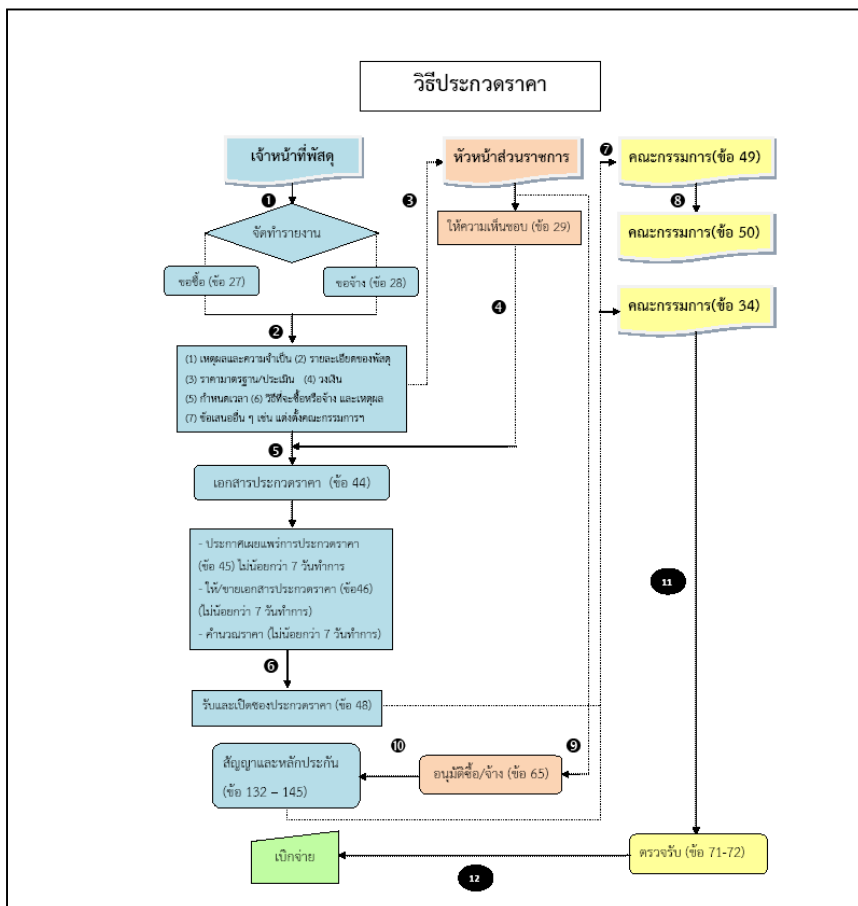 วิธีประกวดราคา
เจ้าหน้าที่พัสดุ
หัวหน้าส่วนราชการ
❼
คณะกรรมการ(ข้อ 49)
❶
❸
❽
จัดทำรายงาน
ให้ความเห็นชอบ (ข้อ 29)
คณะกรรมการ(ข้อ 50)
ขอซื้อ (ข้อ 27)
ขอจ้าง (ข้อ 28)
❹
คณะกรรมการ(ข้อ 34)
❷
(1) เหตุผลและความจำเป็น (2) รายละเอียดของพัสดุ
(3) ราคามาตรฐาน/ประเมิน (4) วงเงิน
(5) กำหนดเวลา (6) วิธีที่จะซื้อหรือจ้าง และเหตุผล
(7) ข้อเสนออื่น ๆ เช่น แต่งตั้งคณะกรรมการฯ
❺
เอกสารประกวดราคา (ข้อ 44)
- ประกาศเผยแพร่การประกวดราคา
(ข้อ 45) ไม่น้อยกว่า 7 วันทำการ
- ให้/ขายเอกสารประกวดราคา (ข้อ46)
(ไม่น้อยกว่า 7 วันทำการ)
- คำนวณราคา (ไม่น้อยกว่า 7 วันทำการ)
11
❻
รับและเปิดซองประกวดราคา (ข้อ 48)
❿
❾
สัญญาและหลักประกัน
(ข้อ 132 – 145)
อนุมัติซื้อ/จ้าง (ข้อ 65)
เบิกจ่าย
ตรวจรับ (ข้อ 71-72)
12